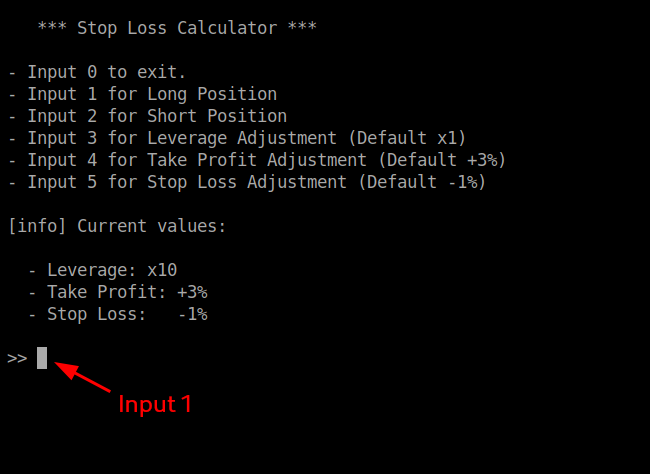 *** Stop Loss Calculator ***
- Input 0 to exit.
- Input 1 for Long Position
- Input 2 for Short Position
- Input 3 for Leverage Adjustment (Default x1)
- Input 4 for Take Profit Adjustment (Default +3%)
- Input 5 for Stop Loss Adjustment (Default -1%)
[info] Current values:
- Leverage: x10
- Take Profit: +3%
- Stop Loss:   -1%
>>
Input 1